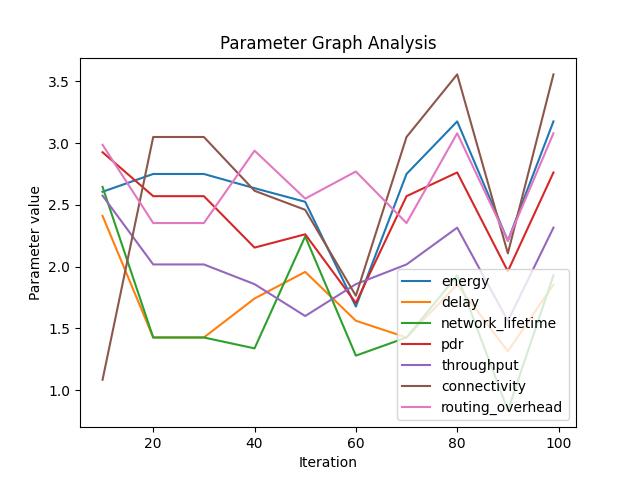 Parameter Graph Analysis
3.5
3.0
2.5
2.0
1.5
1.0
Parameter value
energy
delay
network_lifetime
pdr
throughput
connectivity
routing_overhead
20
40
60
80
100
Iteration